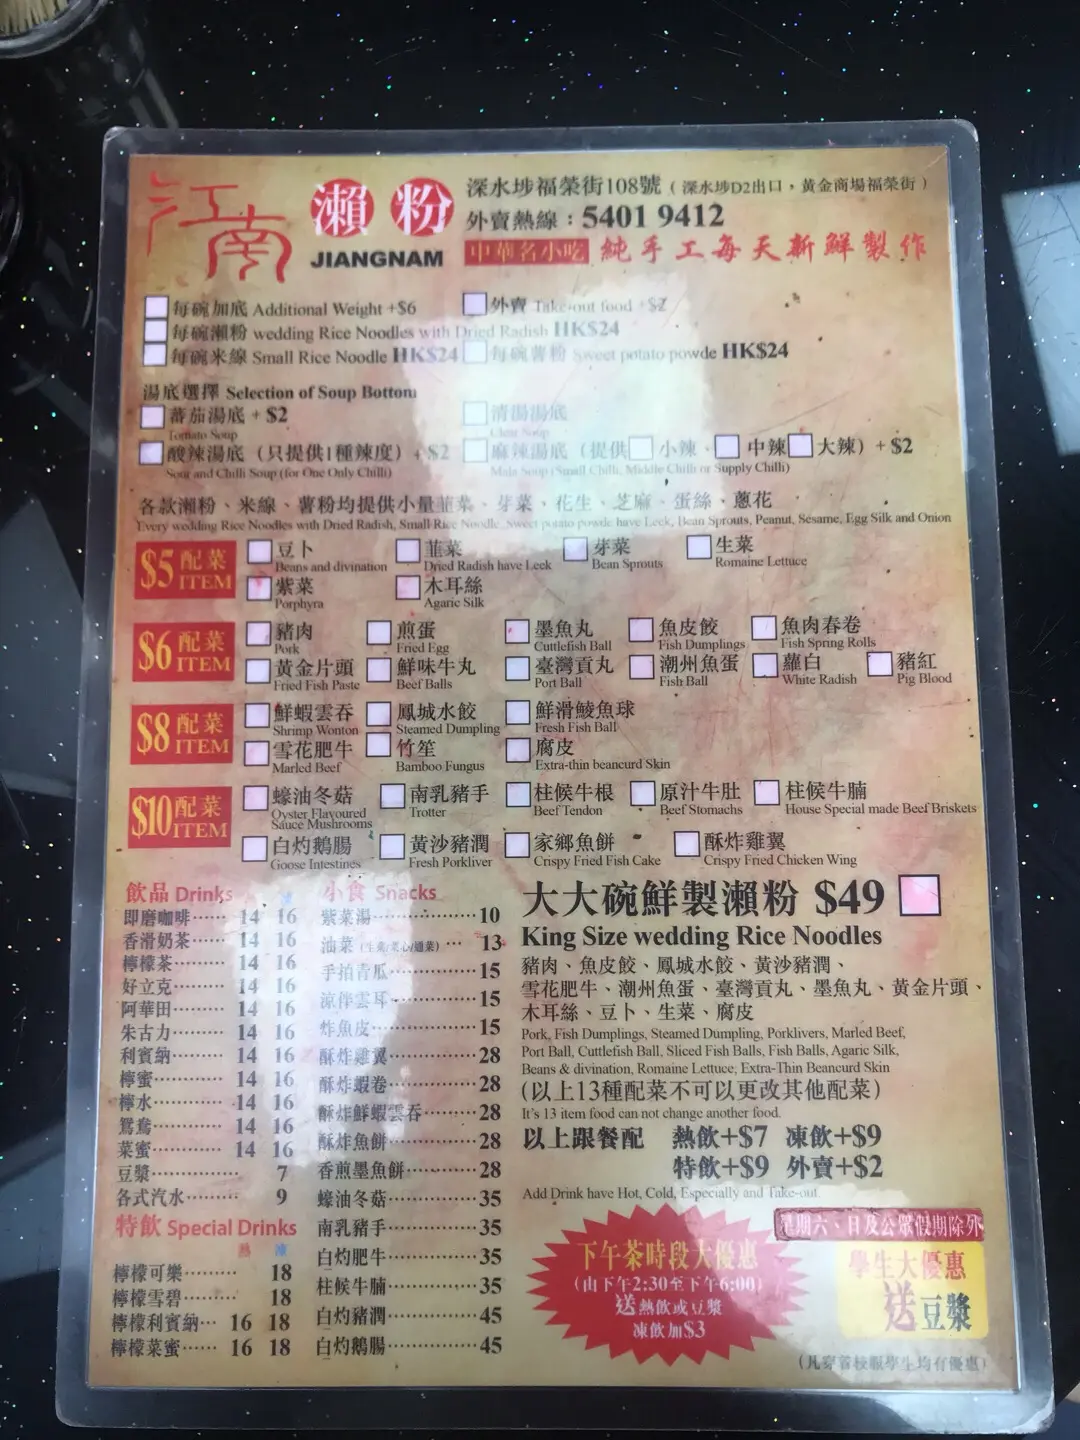 江南 瀨粉 JIANGNAM
深水埗福榮街108號（深水埗D2出口，黃金商場福榮街）
外賣熱線：5401 9412
中華名小吃 純手工每天新鮮製作
每碗加底 Additional Weight +$6 外賣 Take-out food +$2
每碗瀨粉 wedding Rice Noodles with Dried Radish HK$24
每碗米線 Small Rice Noodle HK$24 每碗薯粉 Sweet potato powde HK$24
湯底選擇 Selection of Soup Bottom
蕃茄湯底 + $2 清湯湯底
Tomato Soup Clear Soup
酸辣湯底（只提供1種辣度）+ $2 麻辣湯底（提供 小辣、 中辣 大辣）+ $2
Sour and Chilli Soup (for One Only Chilli) Mala Soup (Small Chilli, Middle Chilli or Supply Chilli)
各款瀨粉、米線、薯粉均提供小量韮菜、芽菜、花生、芝麻、蛋絲、蔥花
Every wedding Rice Noodles with Dried Radish, Small Rice Noodle, Sweet potato powde have Leek, Bean Sprouts, Peanut, Sesame, Egg Silk and Onion
$5 配菜 ITEM
豆卜 韮菜 芽菜 生菜
Beans and divination Dried Radish have Leek Bean Sprouts Romaine Lettuce
紫菜 木耳絲
Porphyra Agaric Silk
$6 配菜 ITEM
豬肉 煎蛋 墨魚丸 魚皮餃 魚肉春卷
Pork Fried Egg Cuttlefish Ball Fish Dumplings Fish Spring Rolls
黃金片頭 鮮味牛丸 臺灣貢丸 潮州魚蛋 蘿白 豬紅
Fried Fish Paste Beef Balls Port Ball Fish Ball White Radish Pig Blood
$8 配菜 ITEM
鮮蝦雲吞 鳳城水餃 鮮滑鯪魚球
Shrimp Wonton Steamed Dumpling Fresh Fish Ball
雪花肥牛 竹笙 腐皮
Marled Beef Bamboo Fungus Extra-thin beancurd Skin
$10 配菜 ITEM
蠔油冬菇 南乳豬手 柱候牛根 原汁牛肚 柱候牛腩
Oyster Flavoured Sauce Mushrooms Trotter Beef Tendon Beef Stomachs House Special made Beef Briskets
白灼鵝腸 黃沙豬潤 家鄉魚餅 酥炸雞翼
Goose Intestines Fresh Porkliver Crispy Fried Fish Cake Crispy Fried Chicken Wing
飲品 Drinks
熱 凍
即磨咖啡…… 14 16
香滑奶茶…… 14 16
檸檬茶…… 14 16
好立克…… 14 16
阿華田…… 14 16
朱古力…… 14 16
利賓納…… 14 16
檸蜜…… 14 16
檸水…… 14 16
鴛鴦…… 14 16
菜蜜…… 14 16
豆漿…… 7
各式汽水…… 9
特飲 Special Drinks
熱 凍
檸檬可樂…… 18
檸檬雪碧…… 18
檸檬利賓納… 16 18
檸檬菜蜜…… 16 18
小食 Snacks
紫菜湯…… 10
油菜（生菜/菜心/通菜）… 13
手拍青瓜…… 15
涼伴雲耳…… 15
炸魚皮…… 15
酥炸雞翼…… 28
酥炸蝦卷…… 28
酥炸鮮蝦雲吞…… 28
酥炸魚餅…… 28
香煎墨魚餅…… 28
蠔油冬菇…… 35
南乳豬手…… 35
白灼肥牛…… 35
柱候牛腩…… 35
白灼豬潤…… 45
白灼鵝腸…… 45
大大碗鮮製瀨粉 $49
King Size wedding Rice Noodles
豬肉、魚皮餃、鳳城水餃、黃沙豬潤、
雪花肥牛、潮州魚蛋、臺灣貢丸、墨魚丸、黃金片頭、
木耳絲、豆卜、生菜、腐皮
Pork, Fish Dumplings, Steamed Dumpling, Porklivers, Marled Beef,
Port Ball, Cuttlefish Ball, Sliced Fish Balls, Fish Balls, Agaric Silk,
Beans & divination, Romaine Lettuce, Extra-Thin Beancurd Skin
（以上13種配菜不可以更改其他配菜）
It's 13 item food can not change another food.
以上跟餐配 熱飲+$7 凍飲+$9
特飲+$9 外賣+$2
Add Drink have Hot, Cold, Especially and Take-out.
下午茶時段大優惠
（由下午2:30至下午6:00）
送熱飲或豆漿
凍飲加$3
星期六、日及公眾假期除外
學生大優惠
送豆漿
（凡穿着校服學生均有優惠）